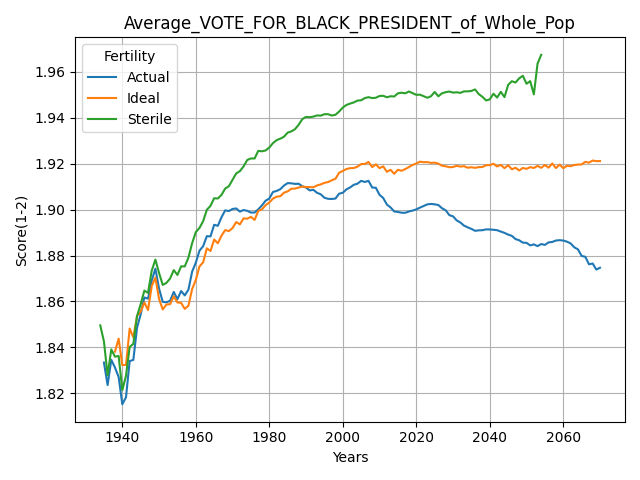 Average_VOTE_FOR_BLACK_PRESIDENT_of_Whole_Pop
Fertility
Actual
Ideal
Sterile
Score(1-2)
1.96
1.94
1.92
1.90
1.88
1.86
1.84
1.82
1940 1960 1980 2000 2020 2040 2060
Years